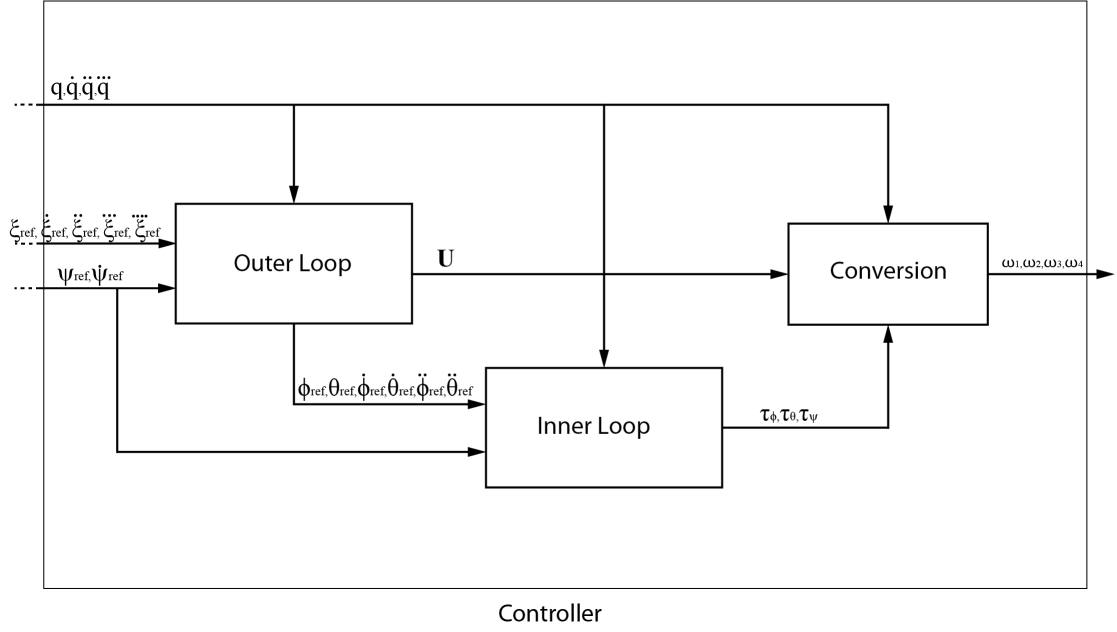 q,q̇,q̈,q⃛
ξref, ξ̇ref, ξ̈ref, ξ⃛ref, ξ⃜ref
ψref,ψ̇ref
Outer Loop
U
Conversion
ω1,ω2,ω3,ω4
ϕref,θref,ϕ̇ref,θ̇ref,ϕ̈ref,θ̈ref
Inner Loop
τϕ,τθ,τψ
Controller